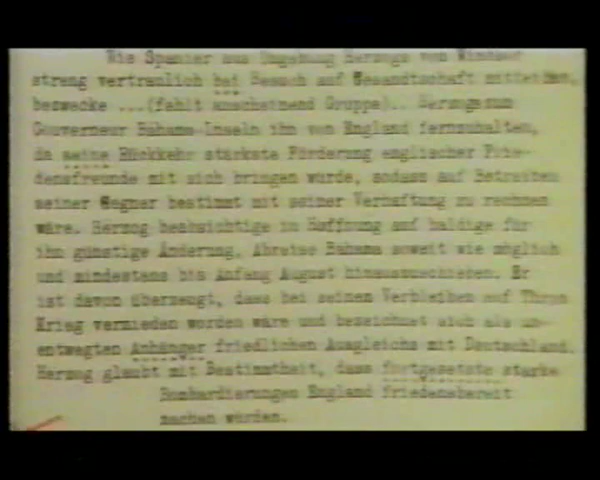 Wie Spanier aus Umgebung Herzogs von Windsor
streng vertraulich bei Besuch auf Gesandtschaft mitteilen,
bezwecke ...(fehlt anscheinend Gruppe).. Herzogs zum
Gouverneur Bahama-Inseln ihn von England fernzuhalten,
da seine Rückkehr stärkste Förderung englischer Frie-
densfreunde mit sich bringen würde, sodass auf Betreiben
seiner Gegner bestimmt mit seiner Verhaftung zu rechnen
wäre. Herzog beabsichtige in Hoffnung auf baldige für
ihn günstige Änderung, Abreise Bahama soweit wie möglich
und mindestens bis Anfang August hinauszuschieben. Er
ist davon überzeugt, dass bei seinen Verbleiben auf Thron
Krieg vermieden worden wäre und bezeichnet sich als un-
entwegten Anhänger friedlichen Ausgleichs mit Deutschland.
Herzog glaubt mit Bestimmtheit, dass fortgesetzte starke
Bombardierungen England friedensbereit
machen würden.